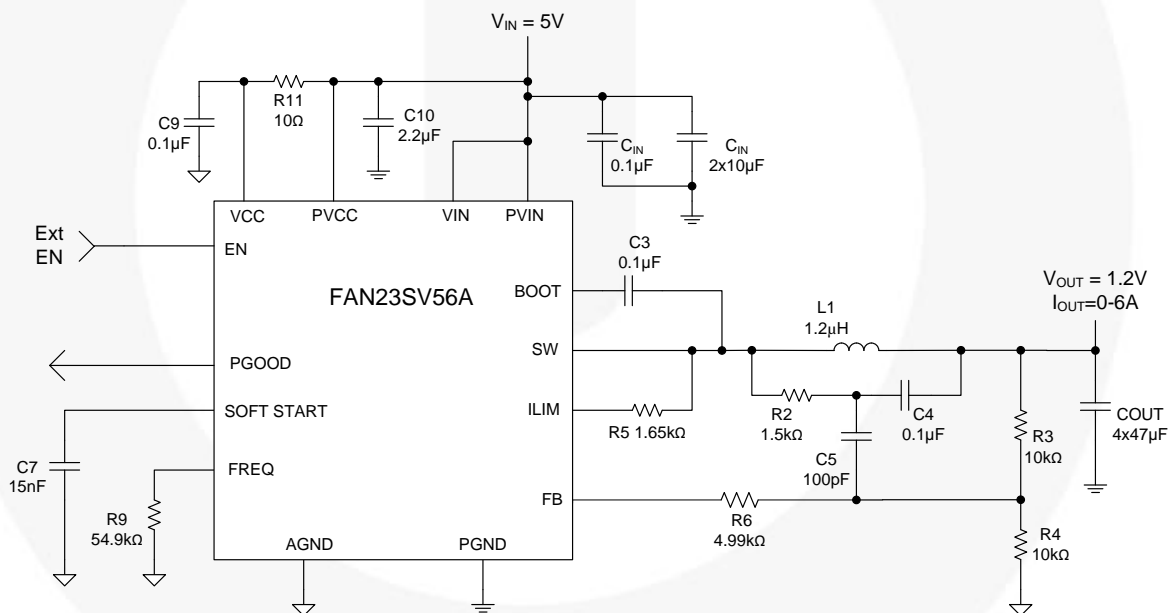 VIN = 5V
R11
10Ω
C9
0.1µF
C10
2.2µF
CIN
0.1µF
CIN
2x10µF
VCC
PVCC
VIN
PVIN
Ext
EN
EN
FAN23SV56A
BOOT
C3
0.1µF
VOUT = 1.2V
IOUT=0-6A
L1
1.2µH
SW
PGOOD
ILIM
R5 1.65kΩ
R2
1.5kΩ
C4
0.1µF
COUT
4x47µF
SOFT START
R3
10kΩ
C5
100pF
C7
15nF
FREQ
FB
R6
4.99kΩ
R9
54.9kΩ
R4
10kΩ
AGND
PGND